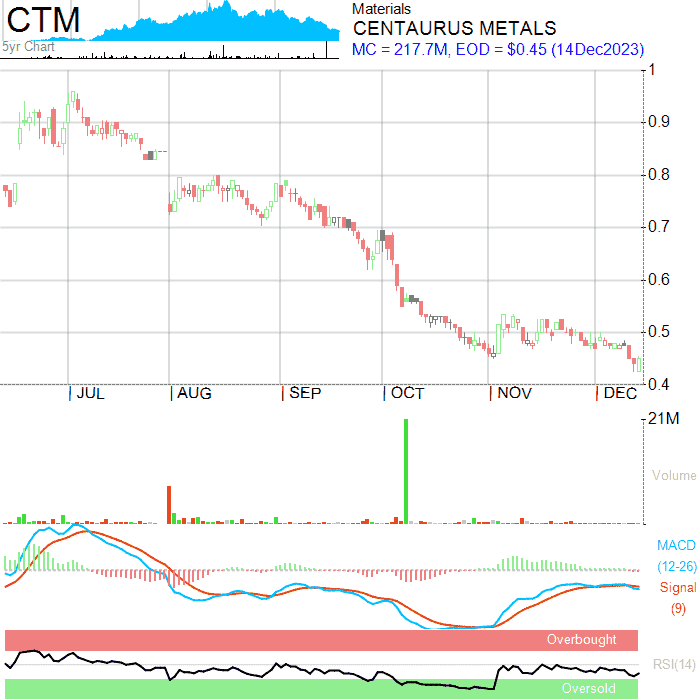 CTM
5yr Chart
Materials
CENTAURUS METALS
MC = 217.7M, EOD = $0.45 (14Dec2023)
1
0.9
0.8
0.7
0.6
0.5
0.4
JUL AUG SEP OCT NOV DEC
21M
Volume
MACD
(12-26)
Signal
(9)
Overbought
RSI(14)
Oversold